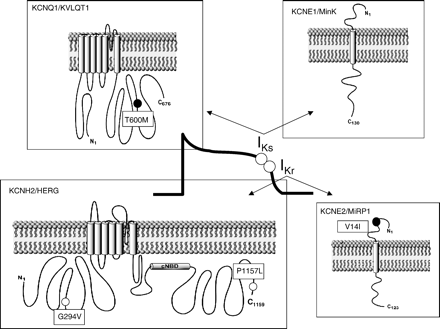 KCNQ1/KVLQT1
C676
N1
T600M
KCNE1/MinK
N1
C130
IKs
IKr
KCNH2/HERG
N1
cNBD
P1157L
C1159
G294V
KCNE2/MiRP1
V14I
N1
C123